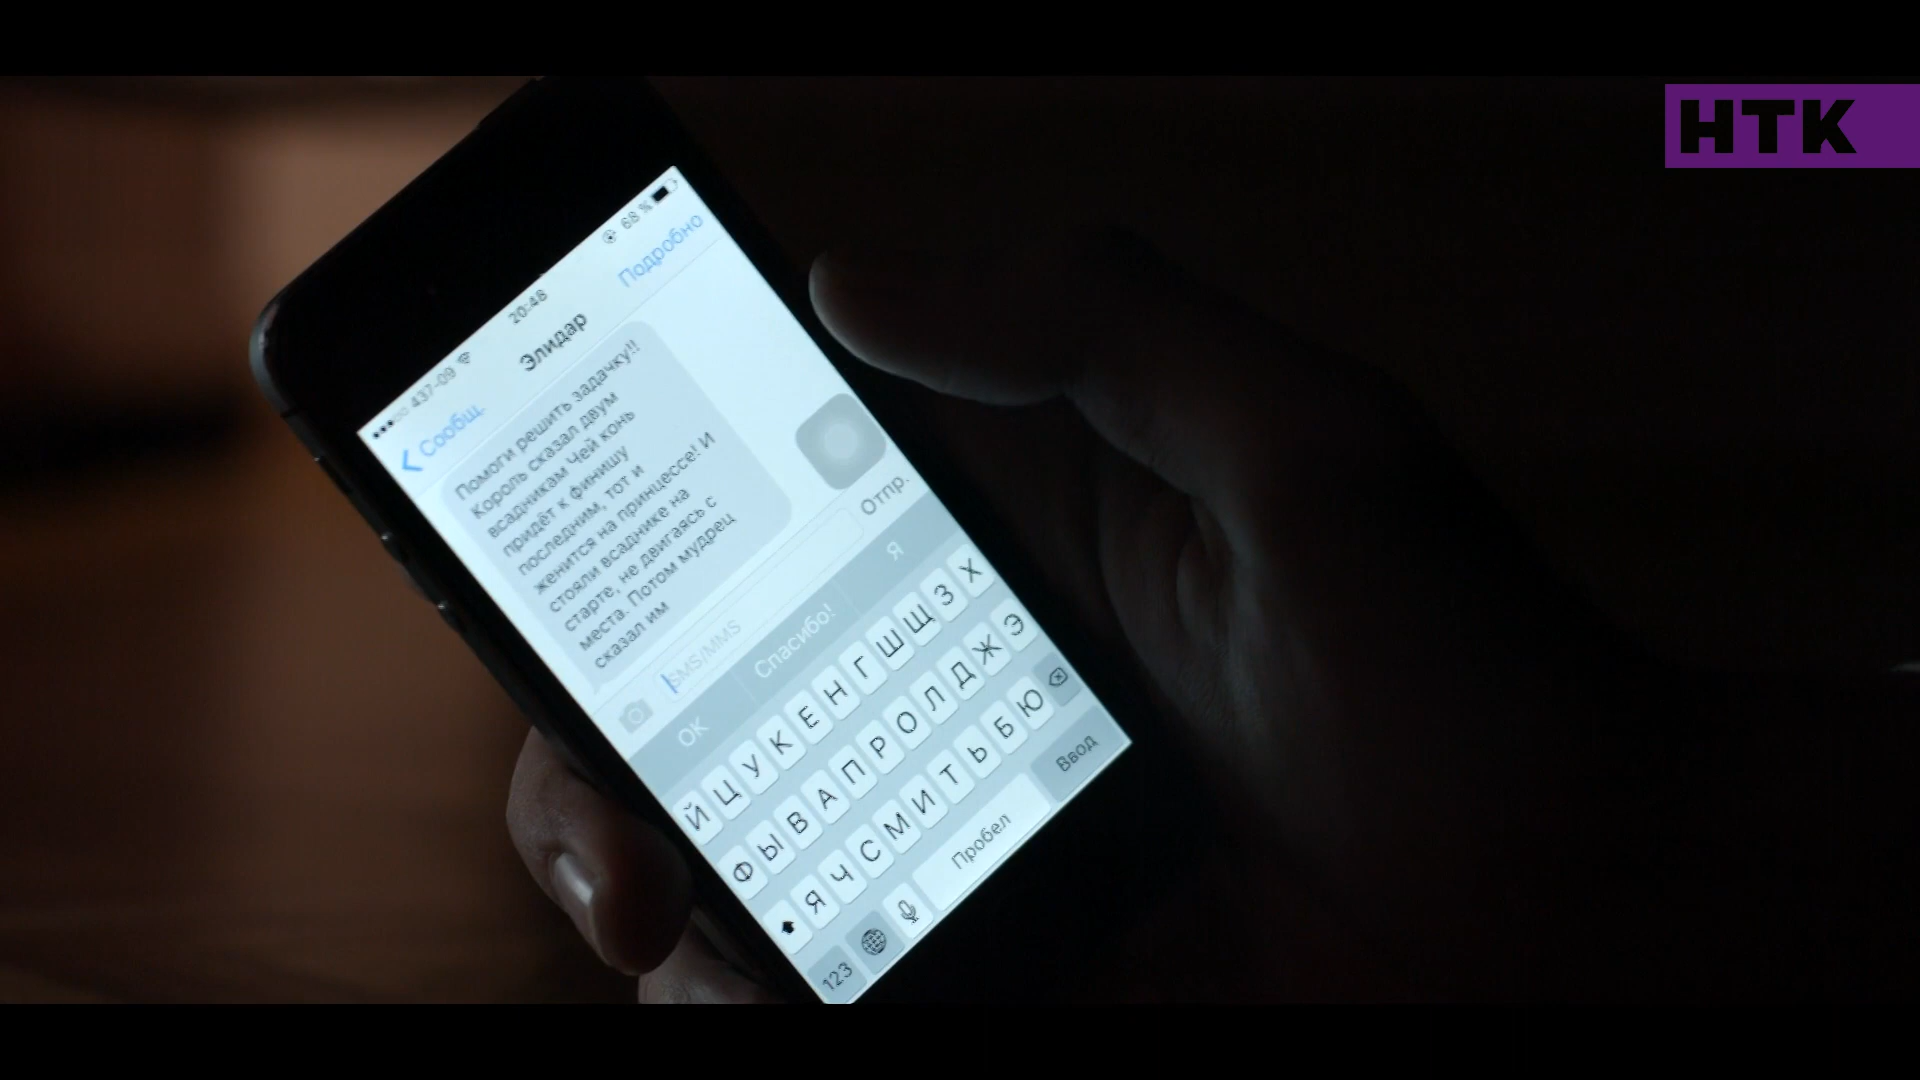 НТК
437-09 20:48 68 %
Сообщ. Элидар Подробно
Помоги решить задачку!!
Король сказал двум
всадникам Чей конь
придёт к финишу
последним, тот и
женится на принцессе! И
стояли всаднике на
старте, не двигаясь с
места. Потом мудрец
сказал им
SMS/MMS Отпр.
ОК Спасибо! Я
Й Ц У К Е Н Г Ш Щ З Х
Ф Ы В А П Р О Л Д Ж Э
Я Ч С М И Т Ь Б Ю
123 Пробел Ввод